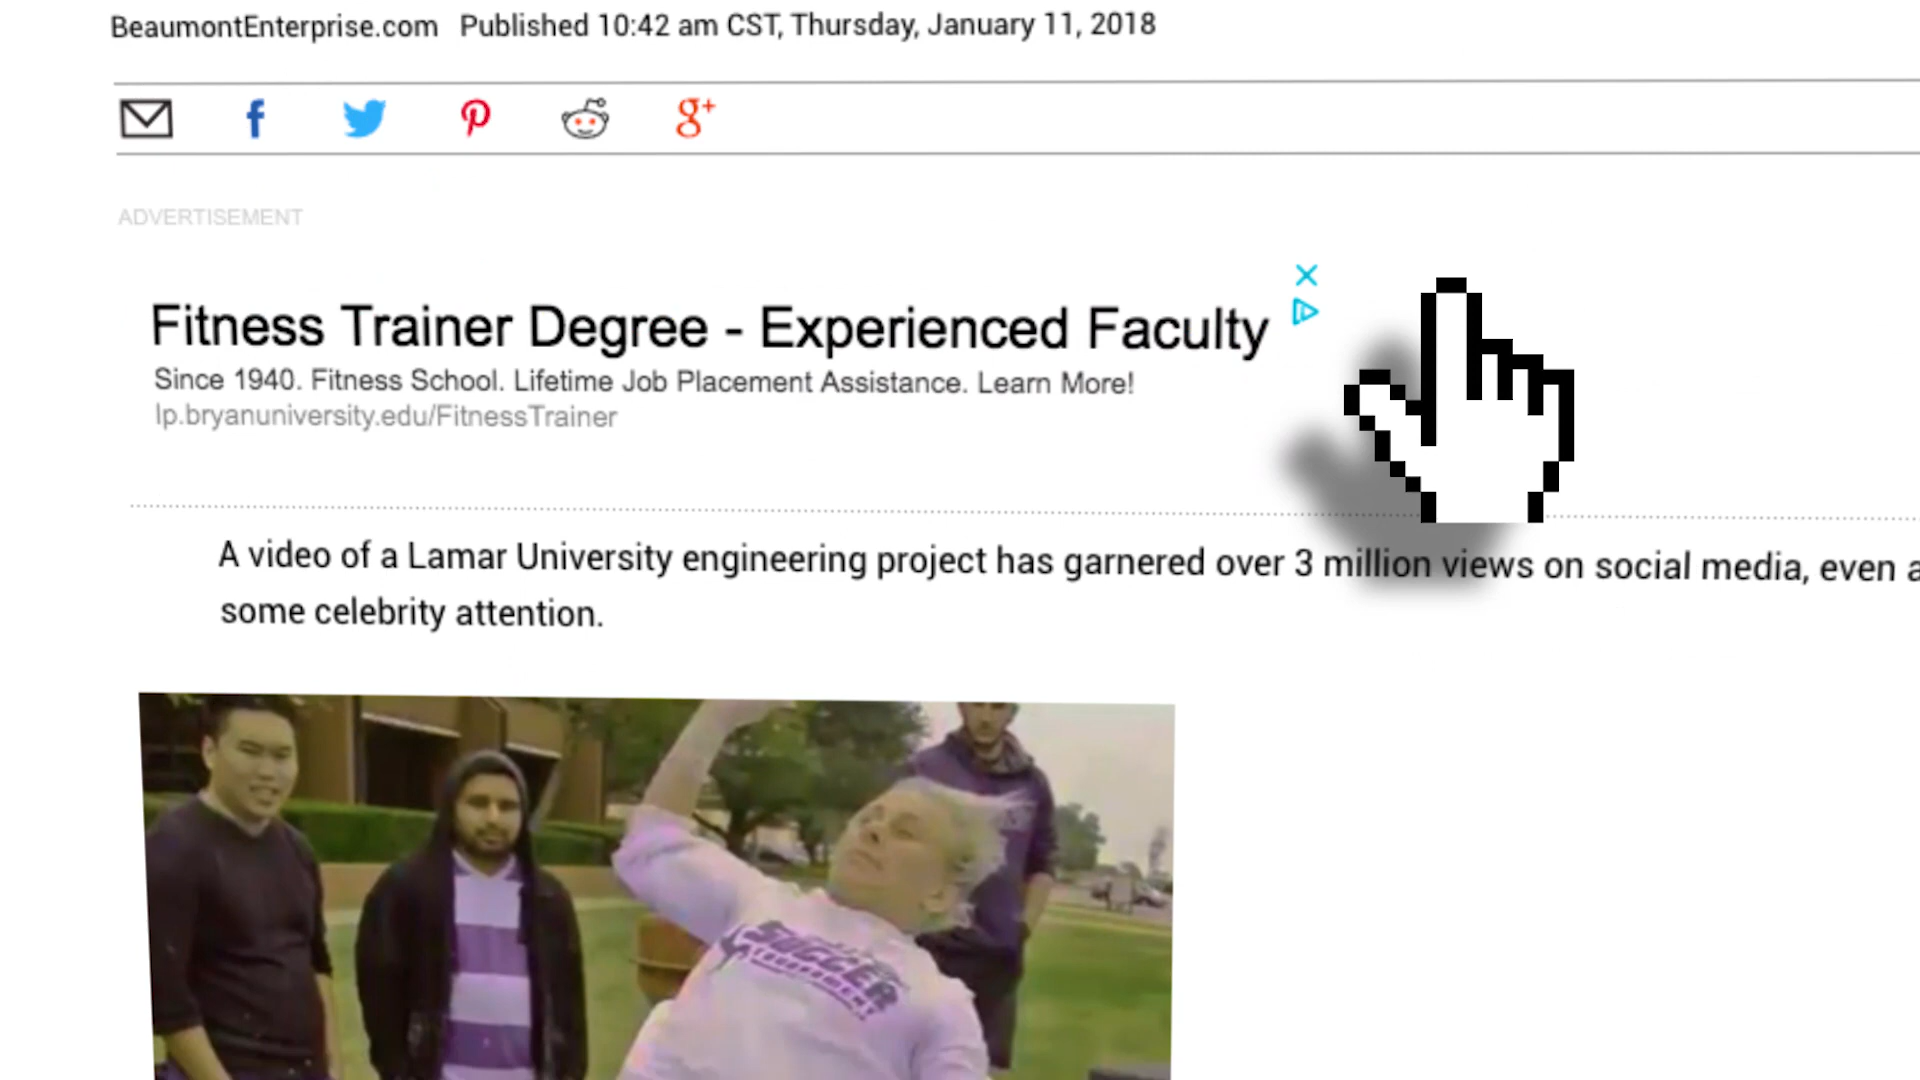 BeaumontEnterprise.com Published 10:42 am CST, Thursday, January 11, 2018
ADVERTISEMENT
Fitness Trainer Degree - Experienced Faculty
Since 1940. Fitness School. Lifetime Job Placement Assistance. Learn More!
lp.bryanuniversity.edu/FitnessTrainer
A video of a Lamar University engineering project has garnered over 3 million views on social media, even a
some celebrity attention.
SOCCER
TOURNAMENT